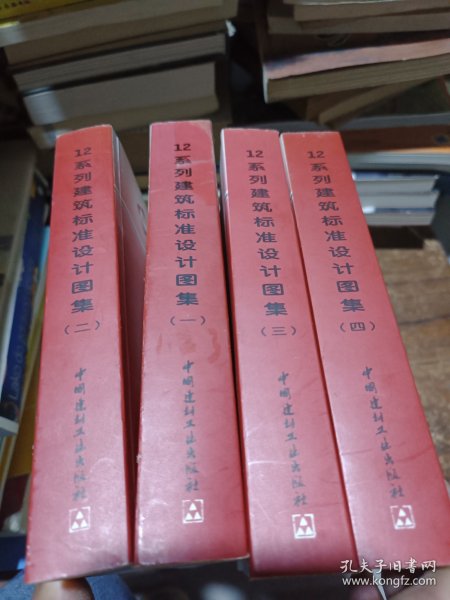 12系列建筑标准设计图集(二)
中国建材工业出版社
12系列建筑标准设计图集(一)
中国建材工业出版社
12系列建筑标准设计图集(三)
中国建材工业出版社
12系列建筑标准设计图集(四)
中国建材工业出版社
孔夫子旧书网
www.kongfz.com